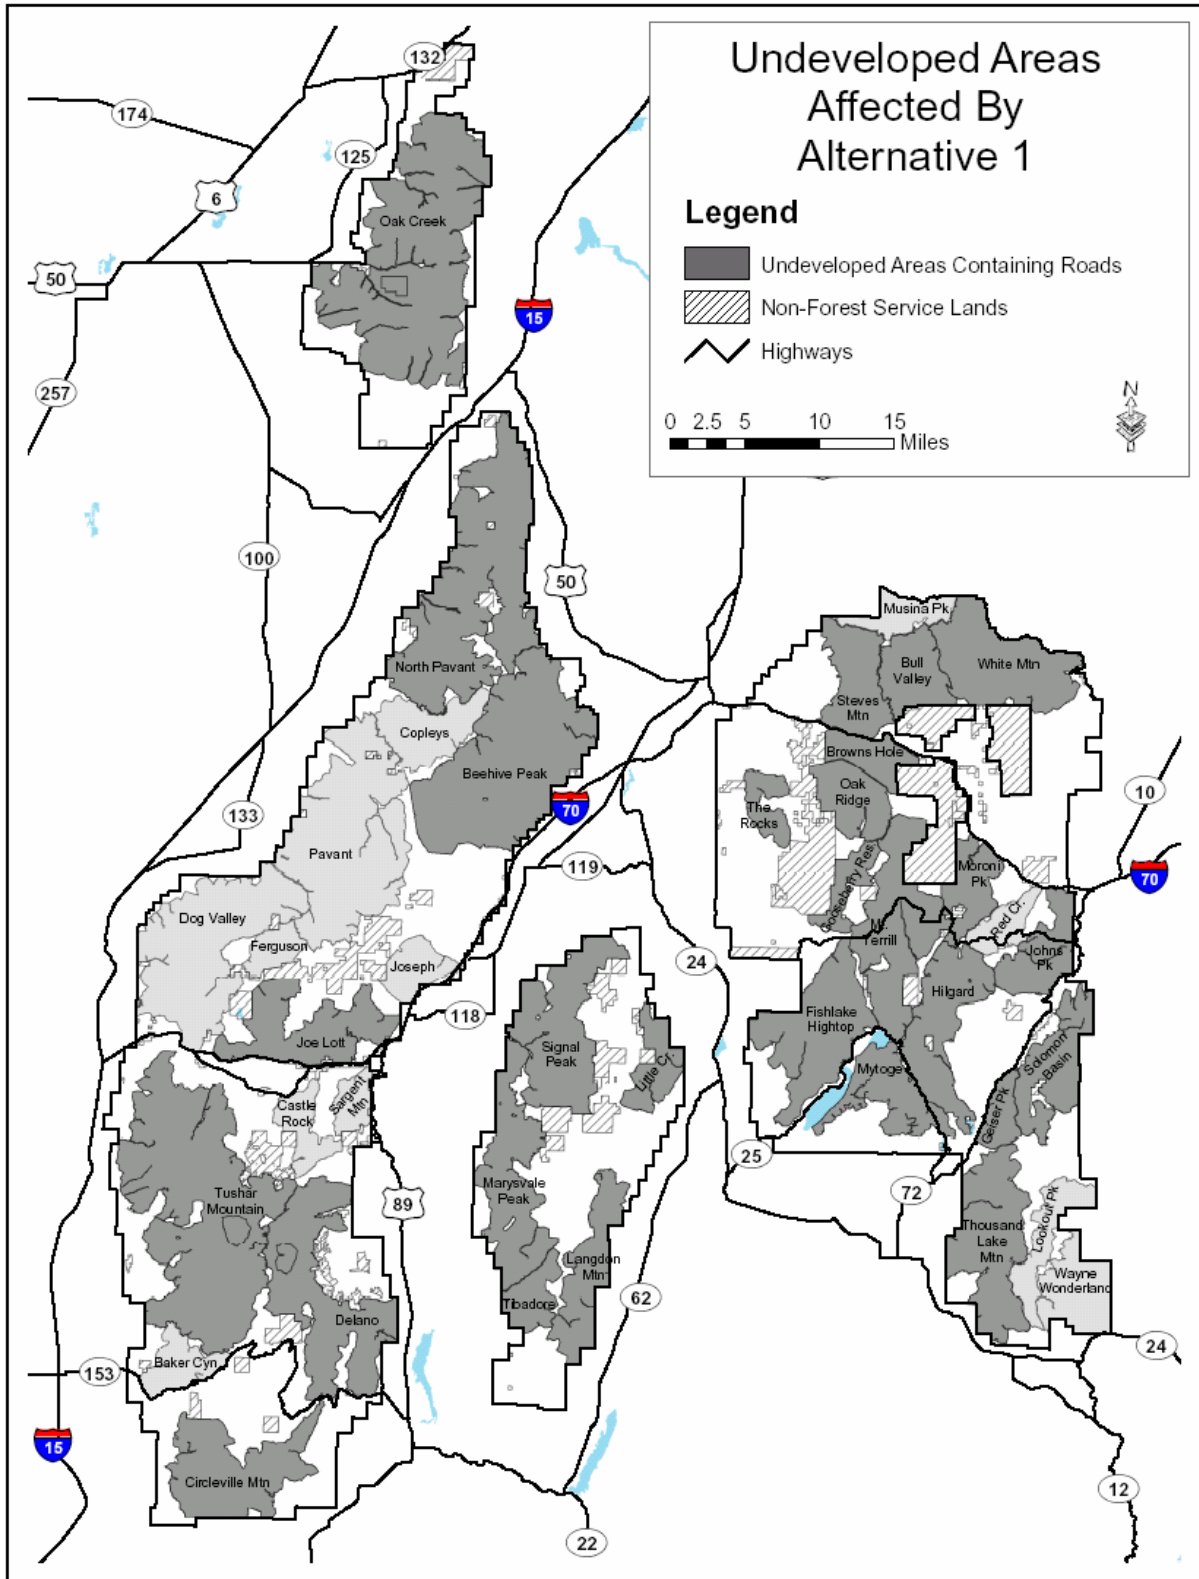 Undeveloped Areas
Affected By
Alternative 1
Legend
Undeveloped Areas Containing Roads
Non-Forest Service Lands
Highways
N
0 2.5 5 10 15
Miles
132
174
125
6
Oak Creek
50
15
257
100
50
Musina Pk
North Pavant
Bull
Valley
White Mtn
Steves
Mtn
Copleys
Browns Hole
Beehive Peak
Oak
Ridge
The
Rocks
10
70
133
Pavant
119
Moroni
Pk
70
Gooseberry Res.
Dog Valley
Red Cr.
Mt.
Terrill
Ferguson
Joseph
24
Johns
Pk
Hilgard
118
Fishlake
Hightop
Joe Lott
Signal
Peak
Solomon
Basin
Little Cr.
Mytoge
Castle
Rock
Sargent
Mtn
Geiser Pk
25
Marysvale
Peak
72
Tushar
Mountain
89
Lookout Pk
Thousand
Lake
Mtn
Langdon
Mtn
Wayne
Wonderland
62
Tibadore
Delano
24
Baker Cyn
153
15
Circleville Mtn
12
22